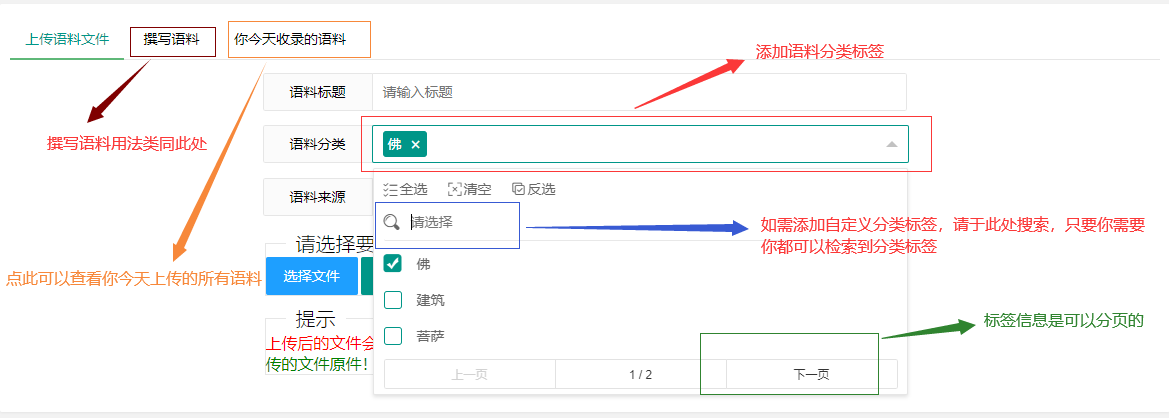 上传语料文件
撰写语料
你今天收录的语料
添加语料分类标签
语料标题
请输入标题
撰写语料用法类同此处
语料分类
佛 ×
语料来源
全选 清空 反选
请选择
如需添加自定义分类标签，请于此处搜索，只要你需要
你都可以检索到分类标签
请选择要
点此可以查看你今天上传的所有语料
选择文件
佛
建筑
菩萨
提示
上传后的文件会
传的文件原件！
标签信息是可以分页的
上一页
1 / 2
下一页